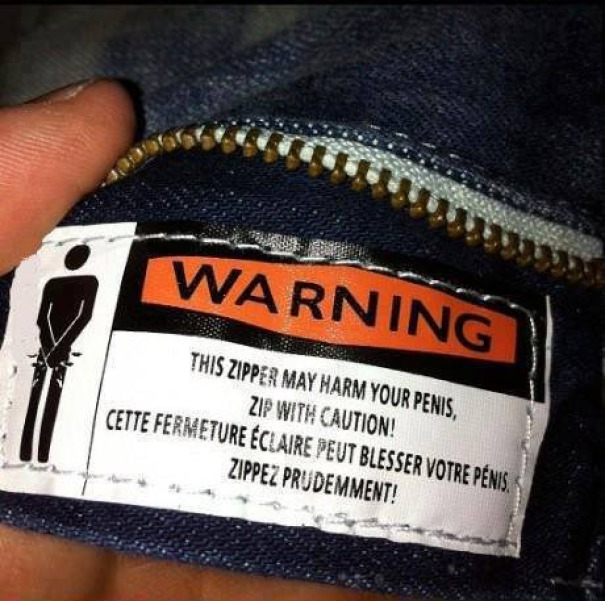 WARNING
THIS ZIPPER MAY HARM YOUR PENIS,
ZIP WITH CAUTION!
CETTE FERMETURE ÉCLAIRE PEUT BLESSER VOTRE PÉNIS,
ZIPPEZ PRUDEMMENT!